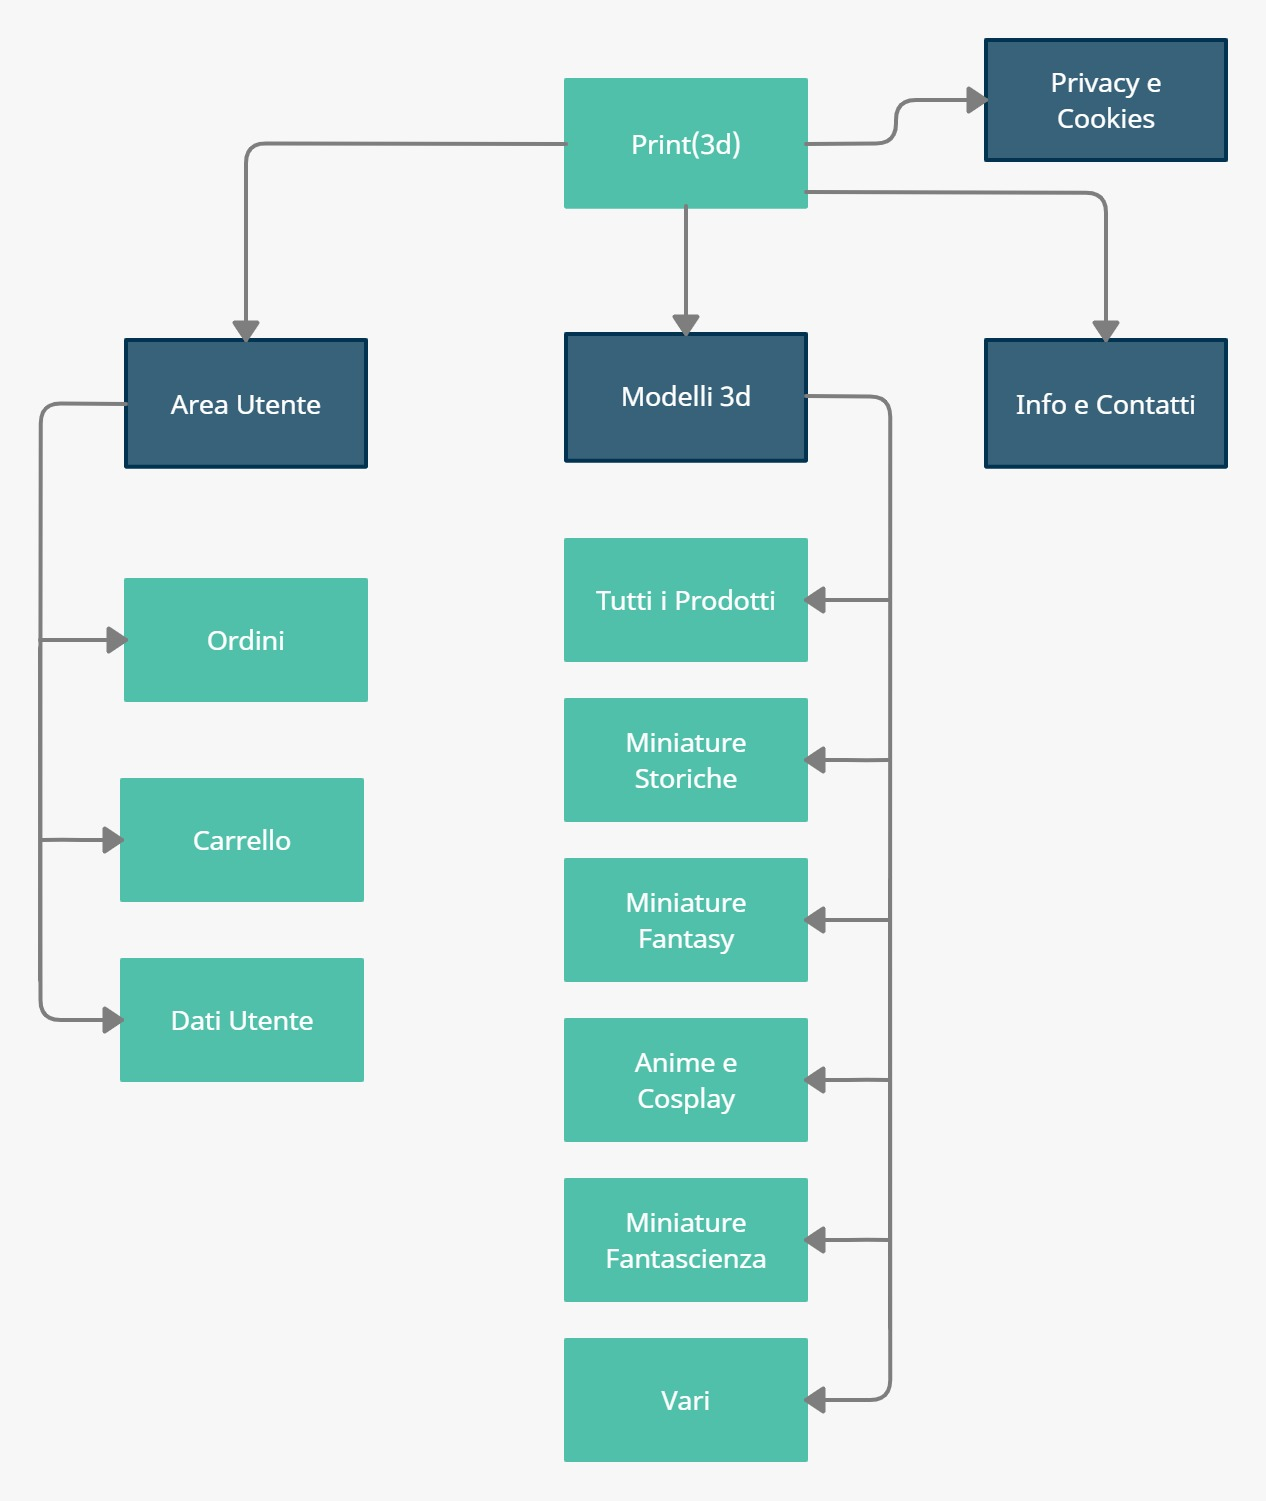 Print(3d)
Privacy e
Cookies
Area Utente
Modelli 3d
Info e Contatti
Ordini
Carrello
Dati Utente
Tutti i Prodotti
Miniature
Storiche
Miniature
Fantasy
Anime e
Cosplay
Miniature
Fantascienza
Vari